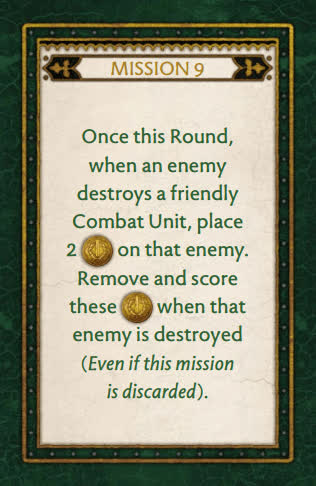 MISSION 9
Once this Round,
when an enemy
destroys a friendly
Combat Unit, place
2 on that enemy.
Remove and score
these when that
enemy is destroyed
(Even if this mission
is discarded).